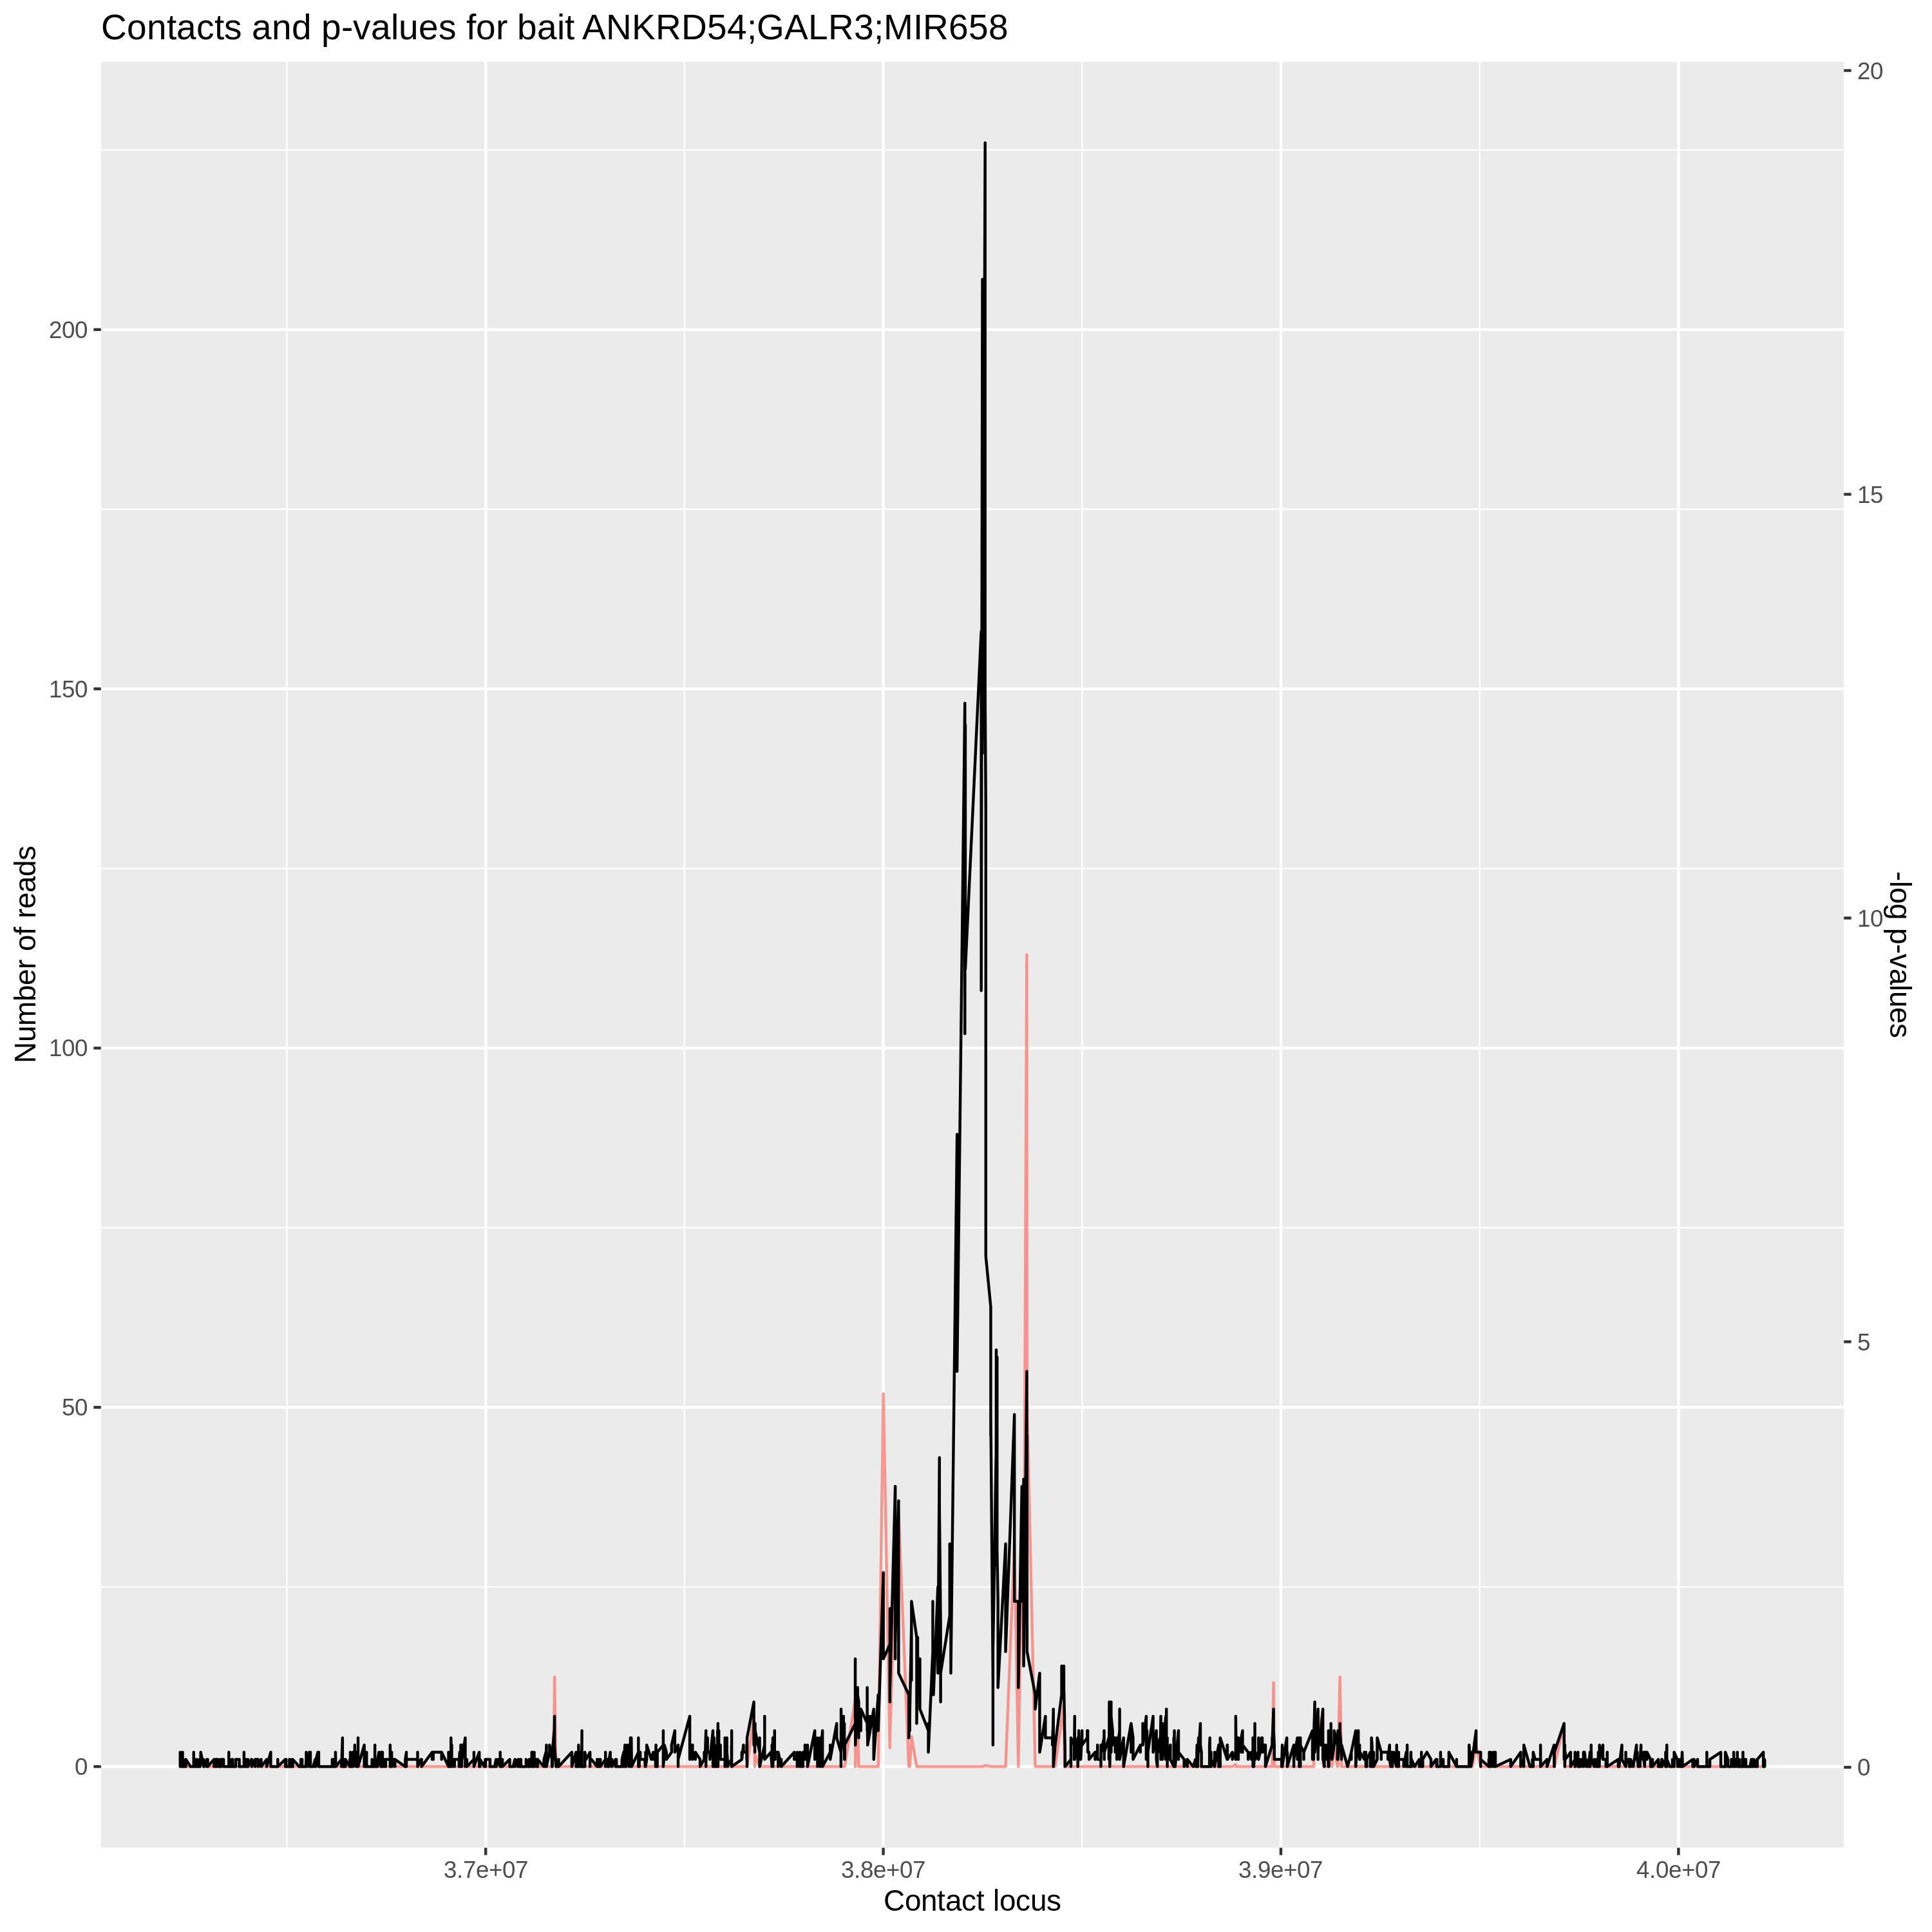 Contacts and p-values for bait ANKRD54;GALR3;MIR658
20
15
10
5
0
-log p-values
200
150
100
50
0
Number of reads
3.7e+07 3.8e+07 3.9e+07 4.0e+07
Contact locus